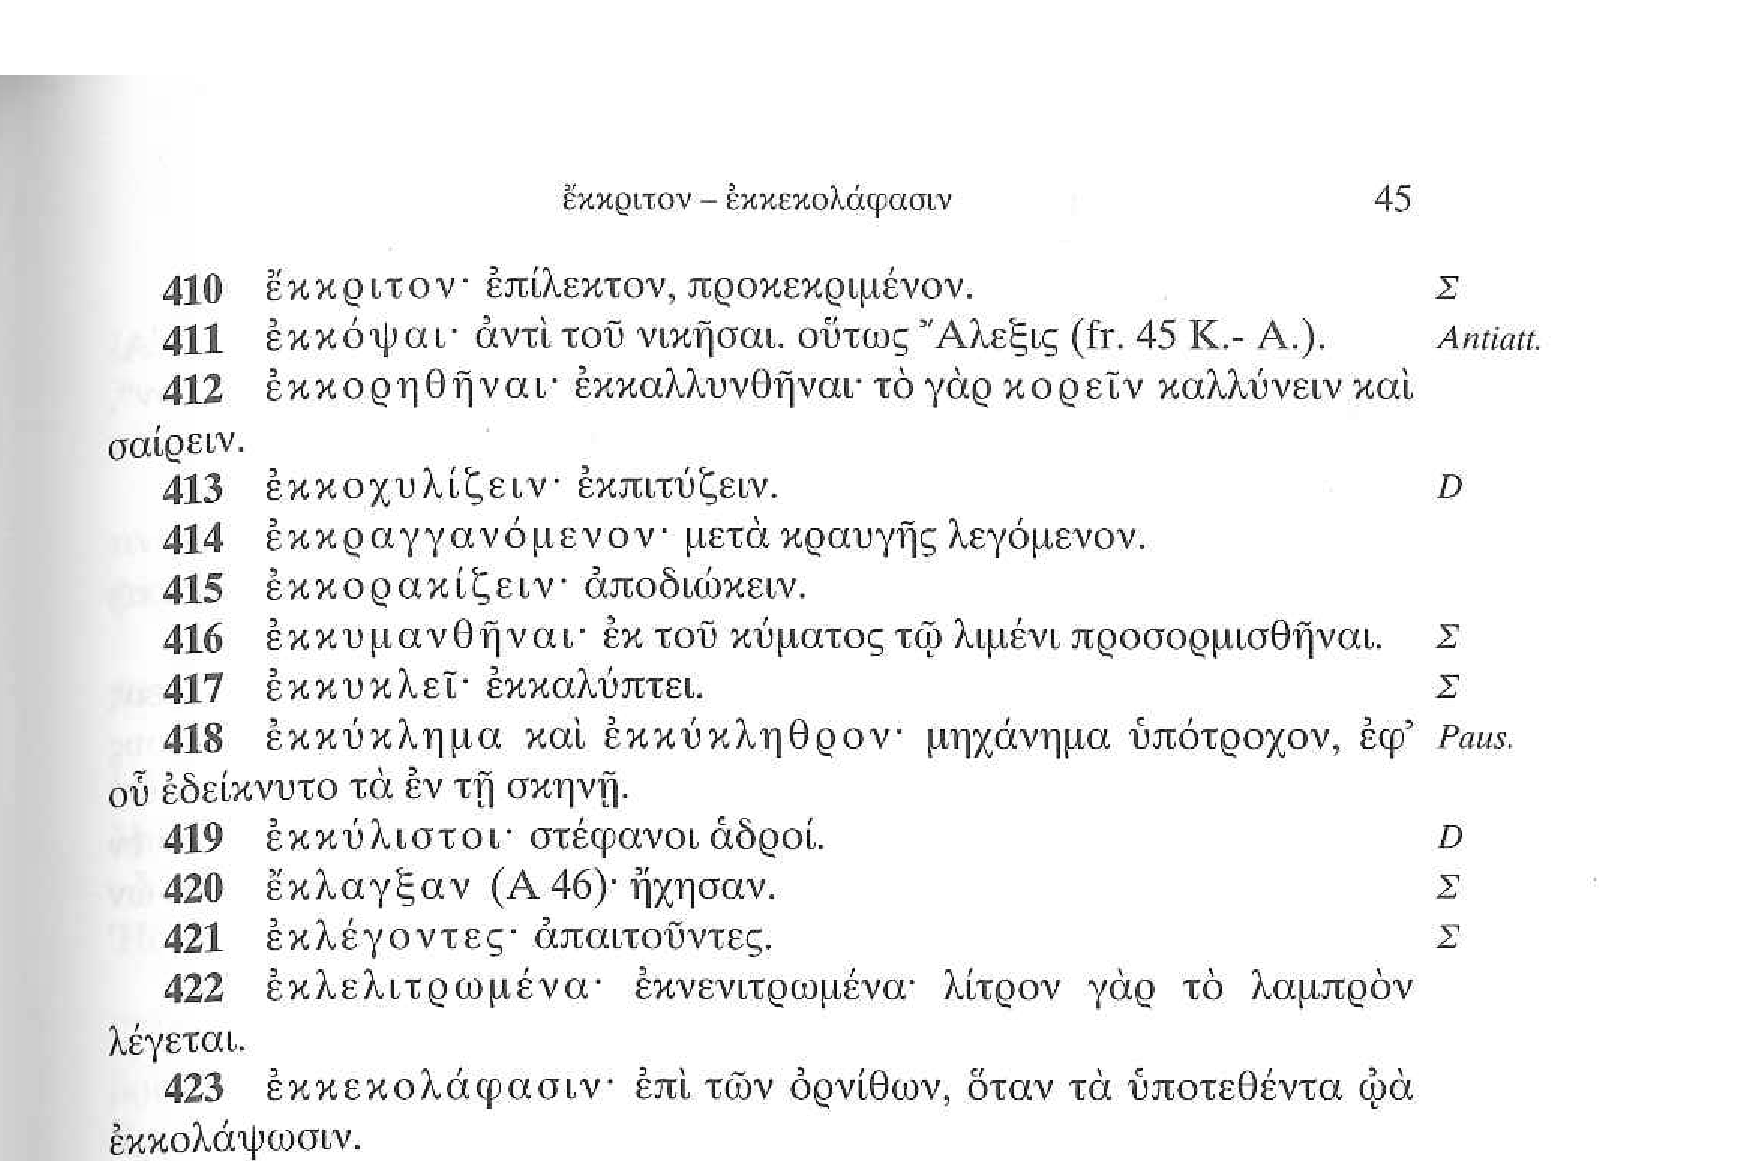 ἔκκριτον – ἐκκεκολάφασιν 45
410 ἔκκριτον· ἐπίλεκτον, προκεκριμένον. Σ
411 ἐκκόψαι· ἀντὶ τοῦ νικῆσαι. οὕτως Ἄλεξις (fr. 45 K.- A.). Antiatt.
412 ἐκκορηθῆναι· ἐκκαλλυνθῆναι· τὸ γὰρ κορεῖν καλλύνειν καὶ
σαίρειν.
413 ἐκκοχυλίζειν· ἐκπιτύζειν. D
414 ἐκκραγγανόμενον· μετὰ κραυγῆς λεγόμενον.
415 ἐκκορακίζειν· ἀποδιώκειν.
416 ἐκκυμανθῆναι· ἐκ τοῦ κύματος τῷ λιμένι προσορμισθῆναι. Σ
417 ἐκκυκλεῖ· ἐκκαλύπτει. Σ
418 ἐκκύκλημα καὶ ἐκκύκληθρον· μηχάνημα ὑπότροχον, ἐφ’ Paus.
οὗ ἐδείκνυτο τὰ ἐν τῇ σκηνῇ.
419 ἐκκύλιστοι· στέφανοι ἁδροί. D
420 ἔκλαγξαν (Α 46)· ἤχησαν. Σ
421 ἐκλέγοντες· ἀπαιτοῦντες. Σ
422 ἐκλελιτρωμένα· ἐκνενιτρωμένα· λίτρον γὰρ τὸ λαμπρὸν
λέγεται.
423 ἐκκεκολάφασιν· ἐπὶ τῶν ὀρνίθων, ὅταν τὰ ὑποτεθέντα ᾠὰ
ἐκκολάψωσιν.